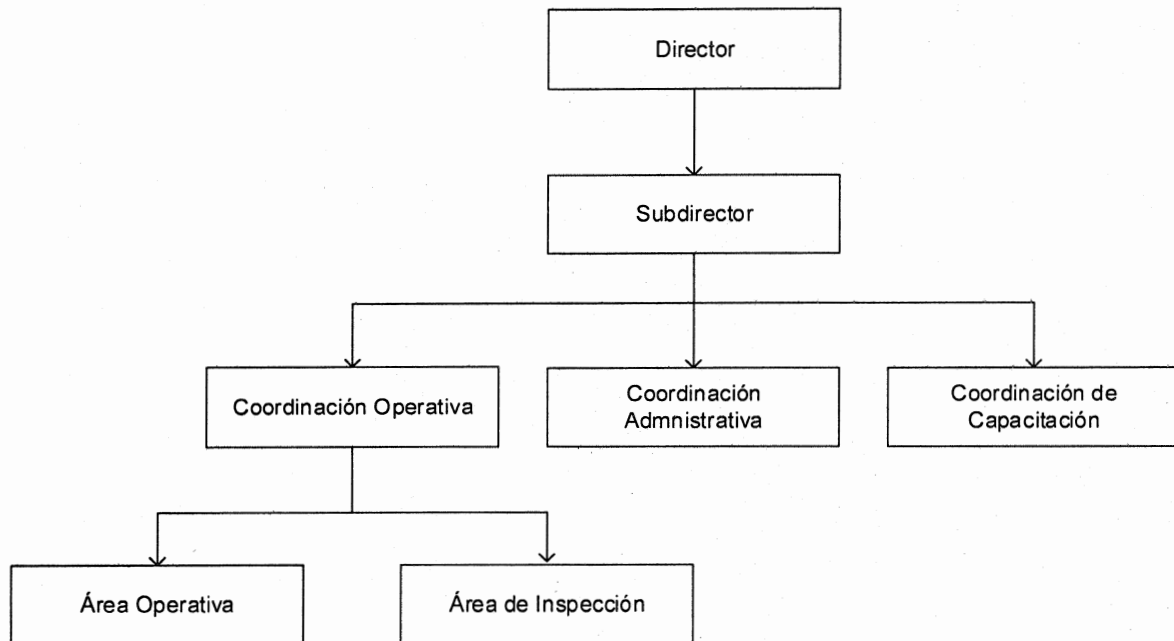 Director
Subdirector
Coordinación Operativa
Coordinación
Admnistrativa
Coordinación de
Capacitación
Área Operativa
Área de Inspección